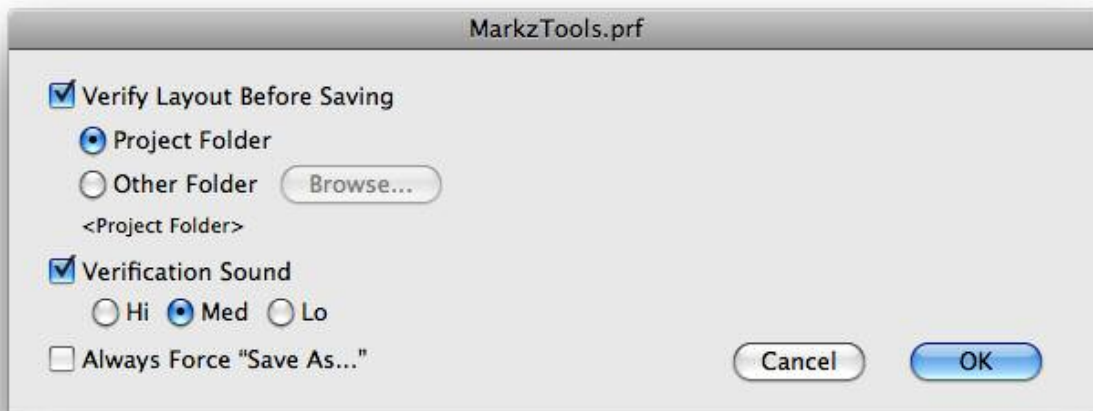 MarkzTools.prf
Verify Layout Before Saving
Project Folder
Other Folder Browse...
<Project Folder>
Verification Sound
Hi Med Lo
Always Force “Save As...”
Cancel OK